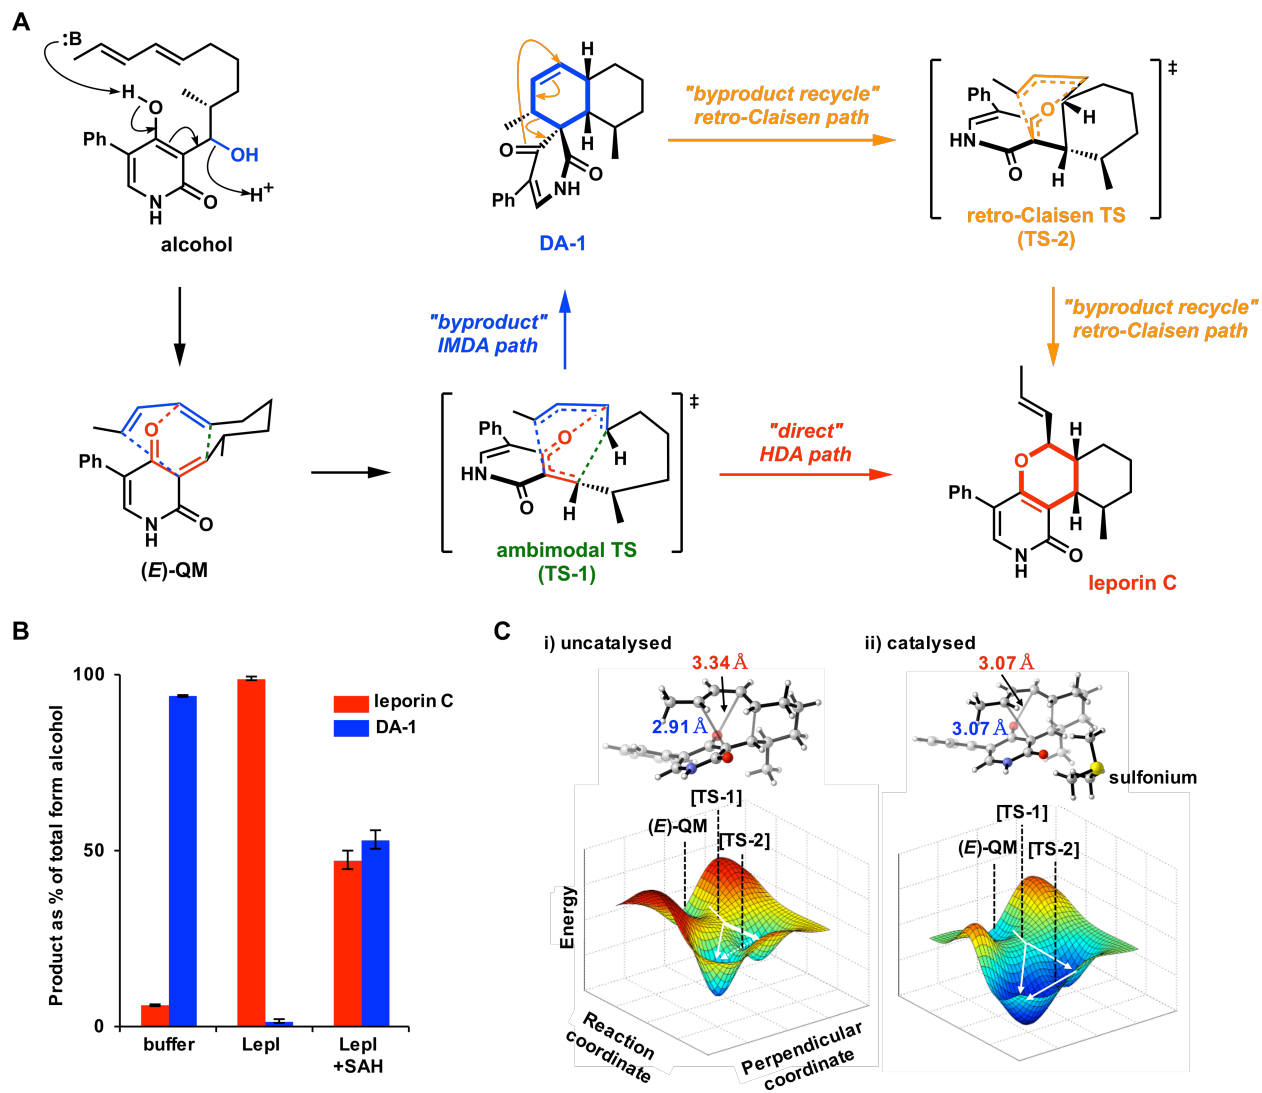 A
:B
H
O
Ph
OH
H+
O
N
H
alcohol
H
H
O
O
NH
Ph
DA-1
"byproduct recycle"
retro-Claisen path
‡
Ph
O
H
HN
O
H
retro-Claisen TS
(TS-2)
"byproduct"
IMDA path
"byproduct recycle"
retro-Claisen path
O
Ph
N
H
O
(E)-QM
‡
Ph
O
H
HN
O
H
ambimodal TS
(TS-1)
"direct"
HDA path
H
O
Ph
H
N
H
O
leporin C
B
Product as % of total form alcohol
100
50
0
leporin C
DA-1
buffer
LepI
LepI
+SAH
C
i) uncatalysed
3.34 Å
2.91 Å
[TS-1]
(E)-QM
[TS-2]
Energy
Reaction
coordinate
Perpendicular
coordinate
ii) catalysed
3.07 Å
3.07 Å
sulfonium
[TS-1]
(E)-QM
[TS-2]